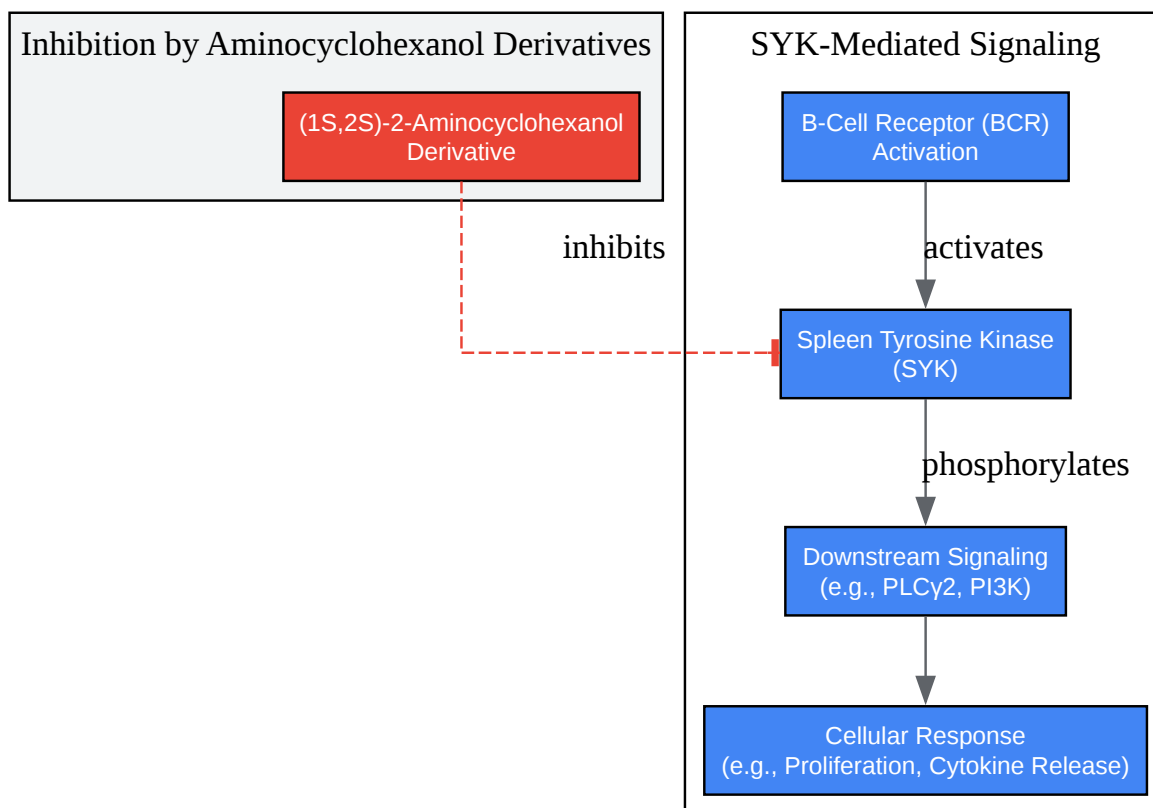 Inhibition by Aminocyclohexanol Derivatives
(1S,2S)-2-Aminocyclohexanol
Derivative
inhibits
SYK-Mediated Signaling
B-Cell Receptor (BCR)
Activation
activates
Spleen Tyrosine Kinase
(SYK)
phosphorylates
Downstream Signaling
(e.g., PLCγ2, PI3K)
Cellular Response
(e.g., Proliferation, Cytokine Release)